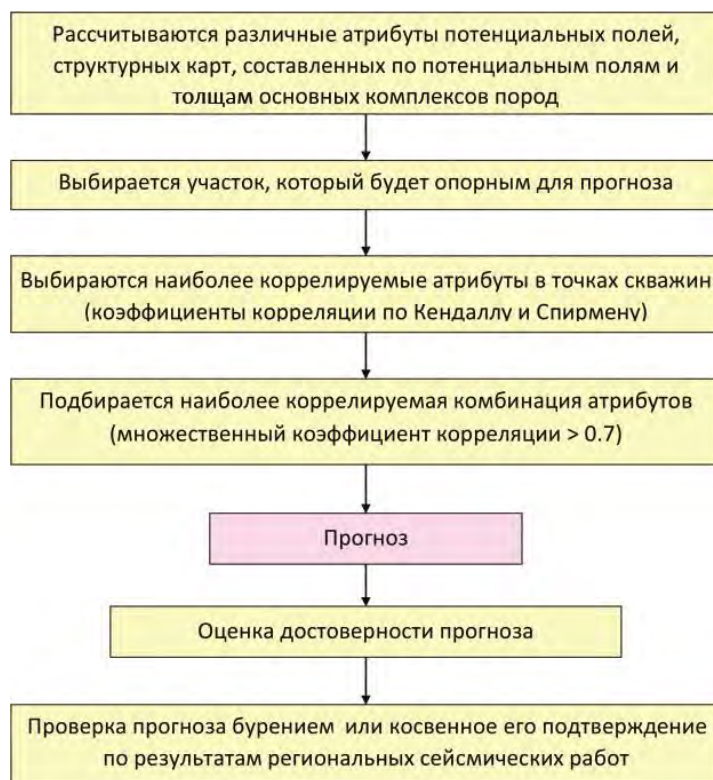 Рассчитываются различные атрибуты потенциальных полей,
структурных карт, составленных по потенциальным полям и
толщам основных комплексов пород
Выбирается участок, который будет опорным для прогноза
Выбираются наиболее коррелируемые атрибуты в точках скважин
(коэффициенты корреляции по Кендаллу и Спирмену)
Подбирается наиболее коррелируемая комбинация атрибутов
(множественный коэффициент корреляции > 0.7)
Прогноз
Оценка достоверности прогноза
Проверка прогноза бурением или косвенное его подтверждение
по результатам региональных сейсмических работ